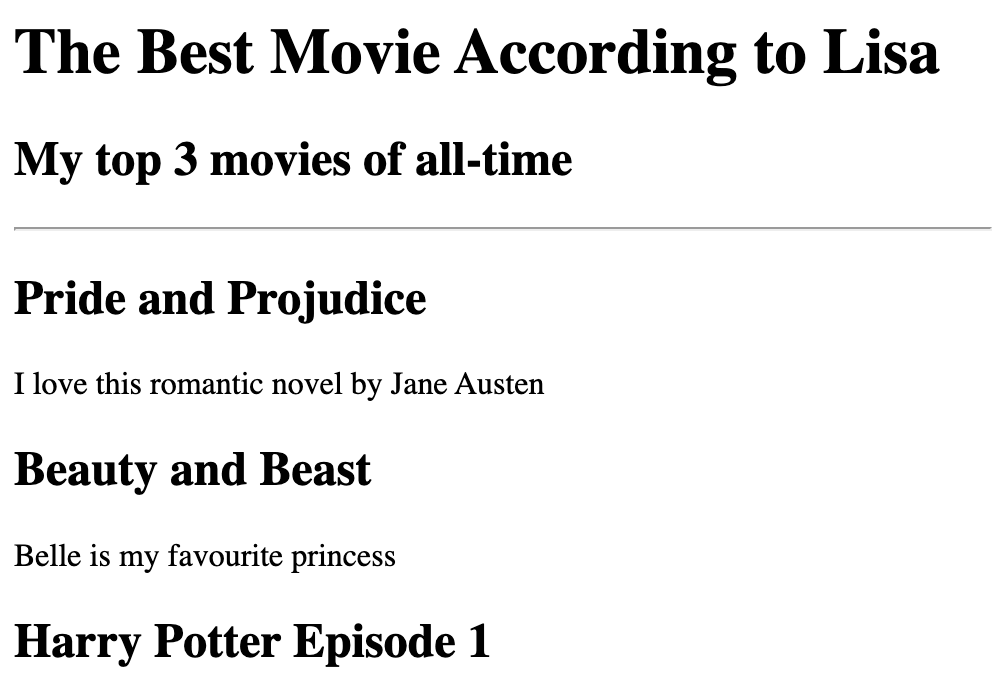 The Best Movie According to Lisa
My top 3 movies of all-time
Pride and Projudice
I love this romantic novel by Jane Austen
Beauty and Beast
Belle is my favourite princess
Harry Potter Episode 1